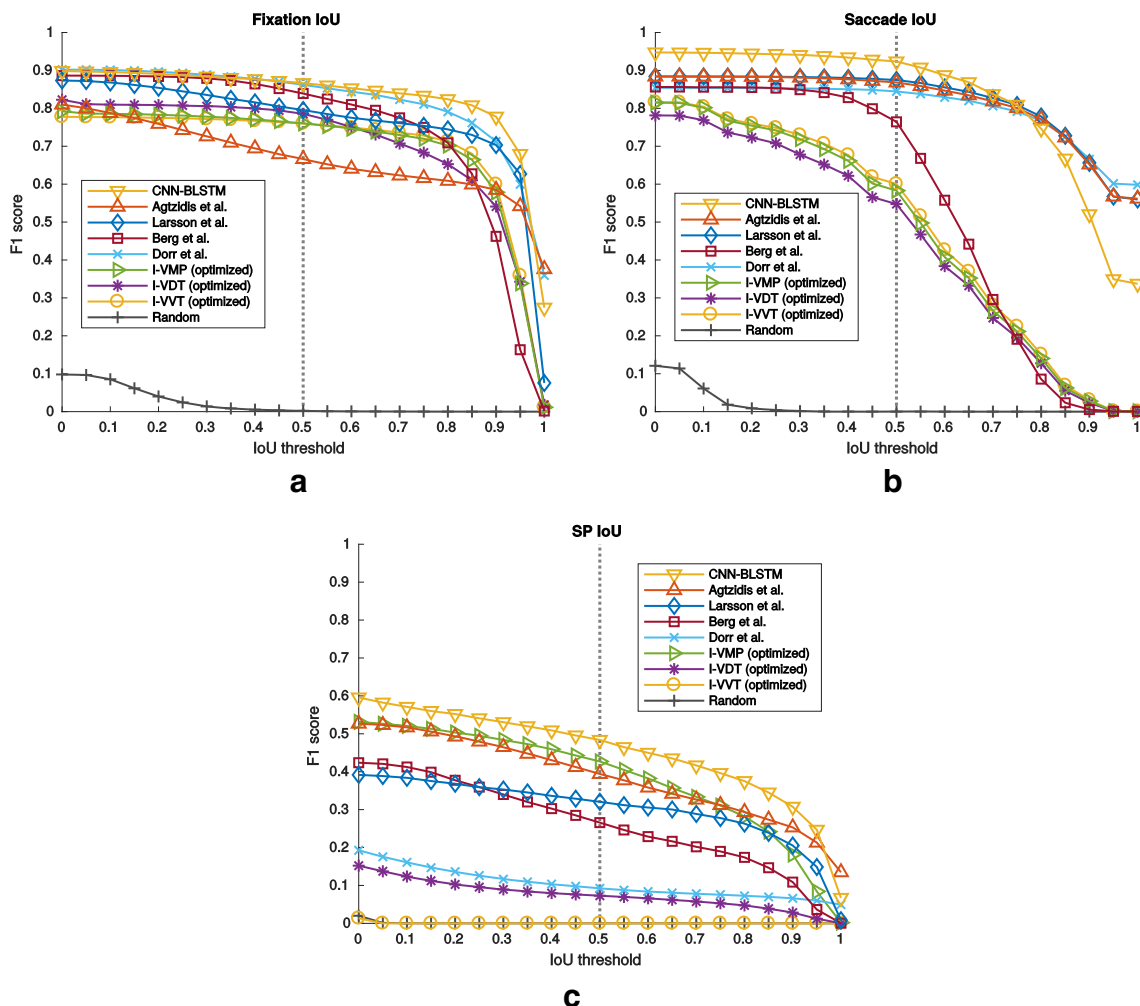 Fixation IoU
1
0.9
0.8
0.7
0.6
0.5
0.4
0.3
0.2
0.1
0
F1 score
CNN-BLSTM
Agtzidis et al.
Larsson et al.
Berg et al.
Dorr et al.
I-VMP (optimized)
I-VDT (optimized)
I-VVT (optimized)
Random
0 0.1 0.2 0.3 0.4 0.5 0.6 0.7 0.8 0.9 1
IoU threshold
a
Saccade IoU
1
0.9
0.8
0.7
0.6
0.5
0.4
0.3
0.2
0.1
0
F1 score
CNN-BLSTM
Agtzidis et al.
Larsson et al.
Berg et al.
Dorr et al.
I-VMP (optimized)
I-VDT (optimized)
I-VVT (optimized)
Random
0 0.1 0.2 0.3 0.4 0.5 0.6 0.7 0.8 0.9 1
IoU threshold
b
SP IoU
1
0.9
0.8
0.7
0.6
0.5
0.4
0.3
0.2
0.1
0
F1 score
CNN-BLSTM
Agtzidis et al.
Larsson et al.
Berg et al.
Dorr et al.
I-VMP (optimized)
I-VDT (optimized)
I-VVT (optimized)
Random
0 0.1 0.2 0.3 0.4 0.5 0.6 0.7 0.8 0.9 1
IoU threshold
c